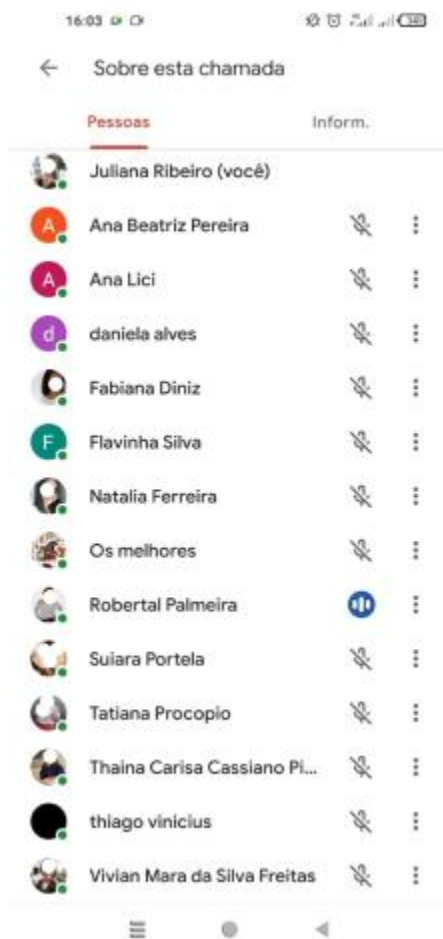 16:03
Sobre esta chamada
Pessoas Inform.
Juliana Ribeiro (você)
A Ana Beatriz Pereira
A Ana Lici
d daniela alves
Fabiana Diniz
F Flavinha Silva
Natalia Ferreira
Os melhores
Robertal Palmeira
Suiara Portela
Tatiana Procopio
Thaina Carisa Cassiano Pi...
thiago vinicius
Vivian Mara da Silva Freitas